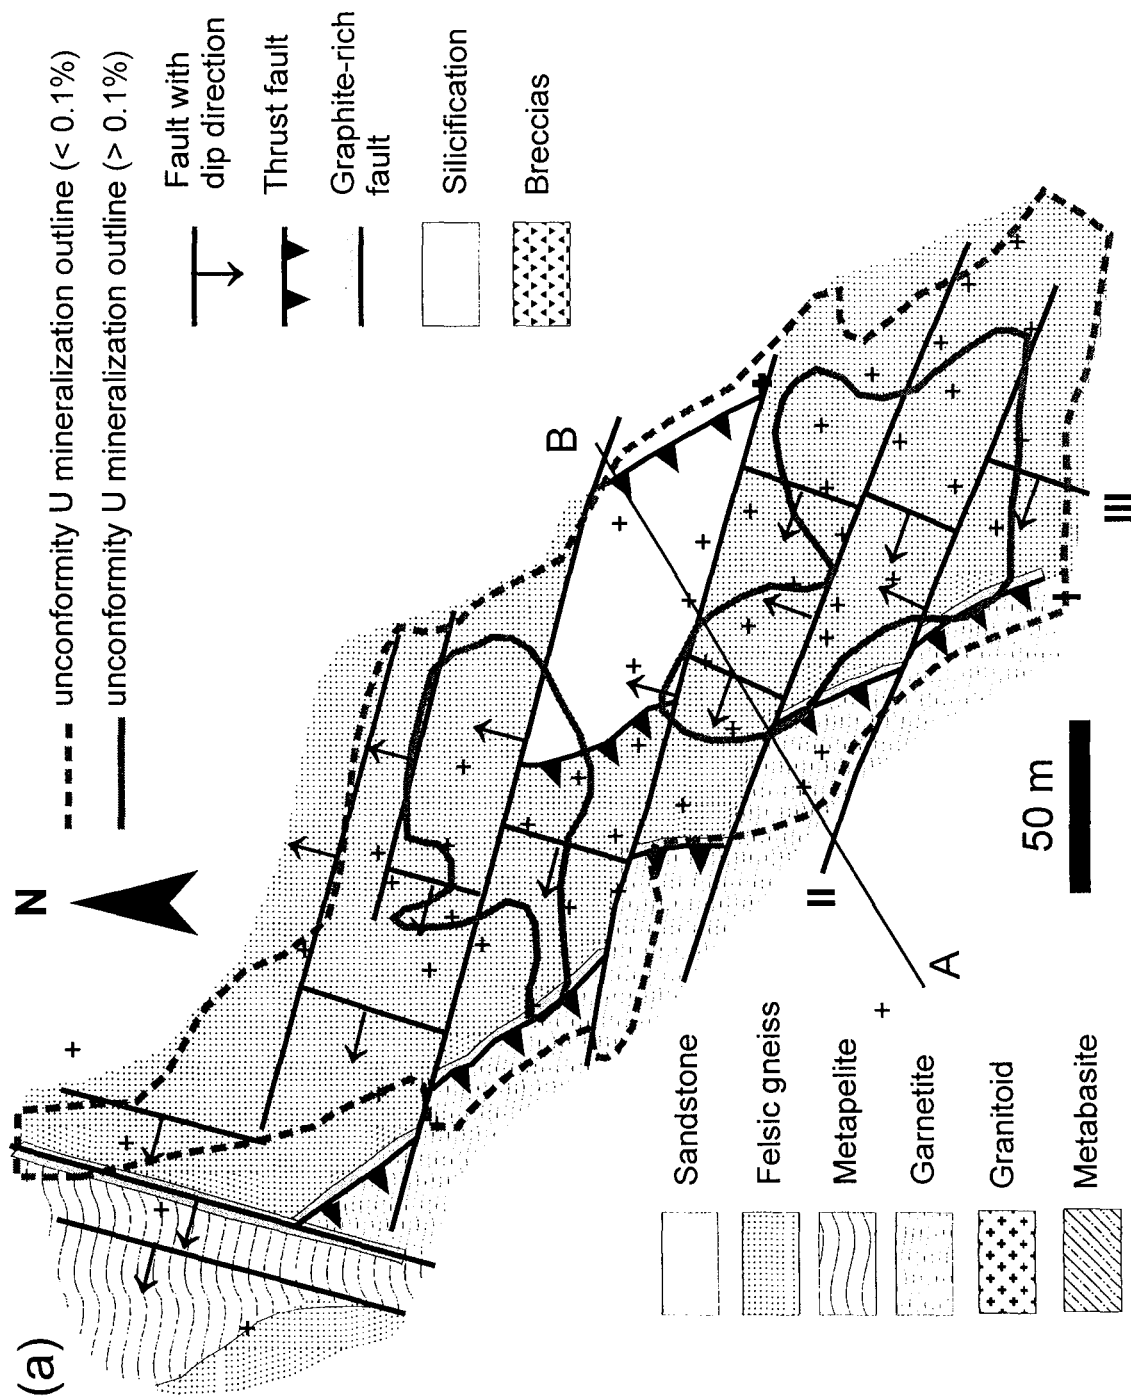 (a)
N
unconformity U mineralization outline (< 0.1%)
unconformity U mineralization outline (> 0.1%)
Fault with
dip direction
Thrust fault
Graphite-rich
fault
Silicification
Breccias
B
A
II
III
50 m
Sandstone
Felsic gneiss
Metapelite
Garnetite
Granitoid
Metabasite